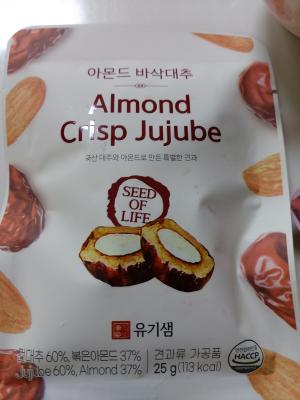 아몬드 바삭대추
Almond
Crisp Jujube
국산 대추와 아몬드로 만든 특별한 견과
SEED
OF
LIFE
유기샘
건대추 60%, 볶은아몬드 37% | 견과류 가공품
Jujube 60%, Almond 37% | 25 g (113 kcal)
HACCP